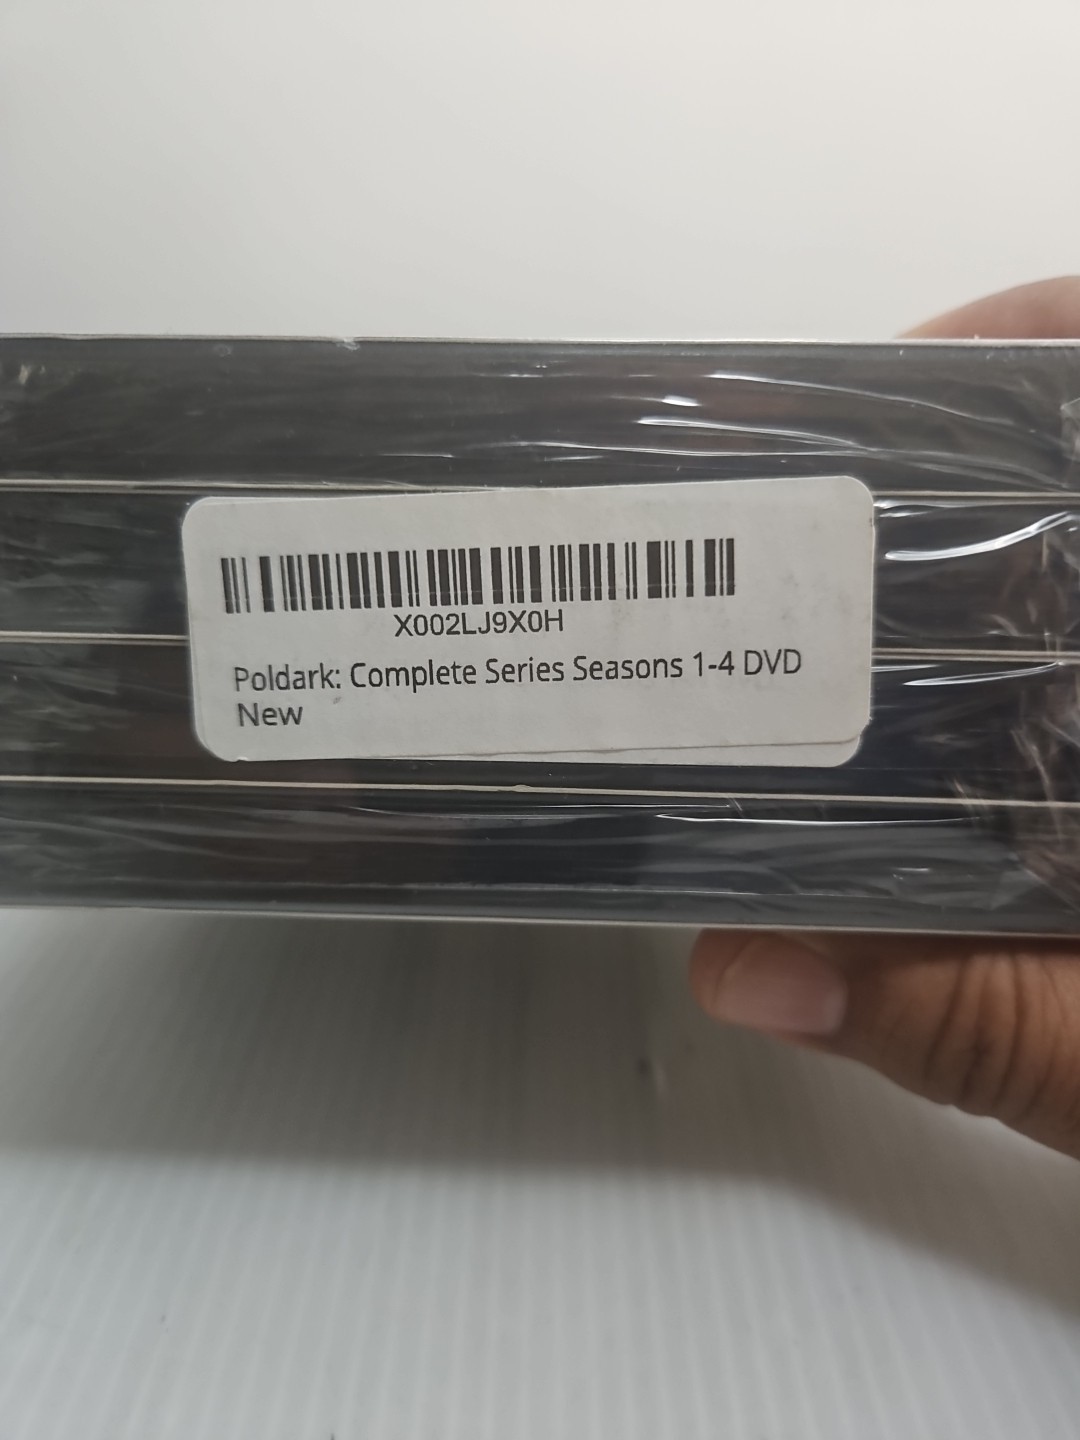 X002LJ9X0H
Poldark: Complete Series Seasons 1-4 DVD
New